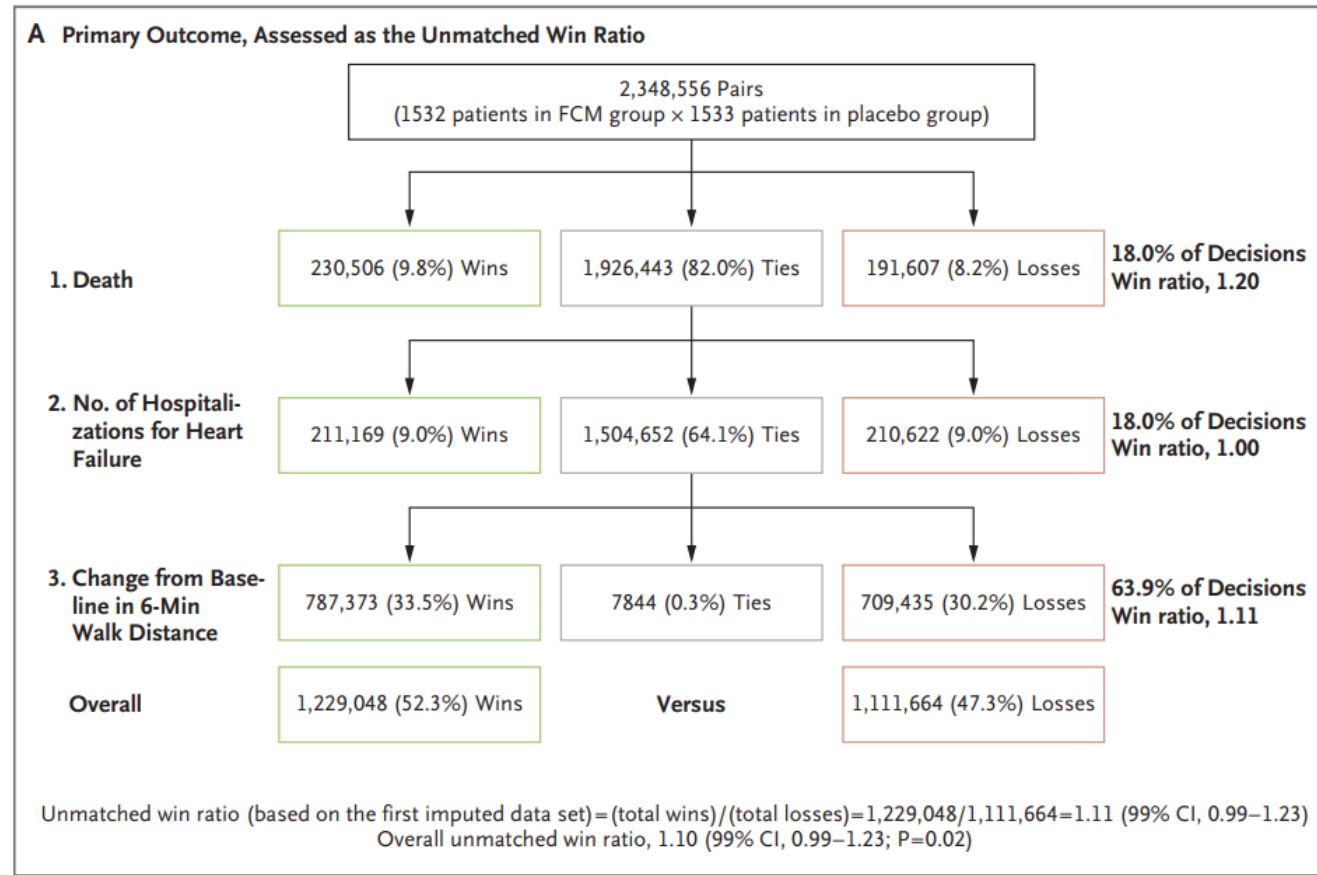 A Primary Outcome, Assessed as the Unmatched Win Ratio
2,348,556 Pairs
(1532 patients in FCM group × 1533 patients in placebo group)
1. Death
230,506 (9.8%) Wins
1,926,443 (82.0%) Ties
191,607 (8.2%) Losses
18.0% of Decisions
Win ratio, 1.20
2. No. of Hospitali-
zations for Heart
Failure
211,169 (9.0%) Wins
1,504,652 (64.1%) Ties
210,622 (9.0%) Losses
18.0% of Decisions
Win ratio, 1.00
3. Change from Base-
line in 6-Min
Walk Distance
787,373 (33.5%) Wins
7844 (0.3%) Ties
709,435 (30.2%) Losses
63.9% of Decisions
Win ratio, 1.11
Overall
1,229,048 (52.3%) Wins
Versus
1,111,664 (47.3%) Losses
Unmatched win ratio (based on the first imputed data set)=(total wins)/(total losses)=1,229,048/1,111,664=1.11 (99% CI, 0.99–1.23)
Overall unmatched win ratio, 1.10 (99% CI, 0.99–1.23; P=0.02)